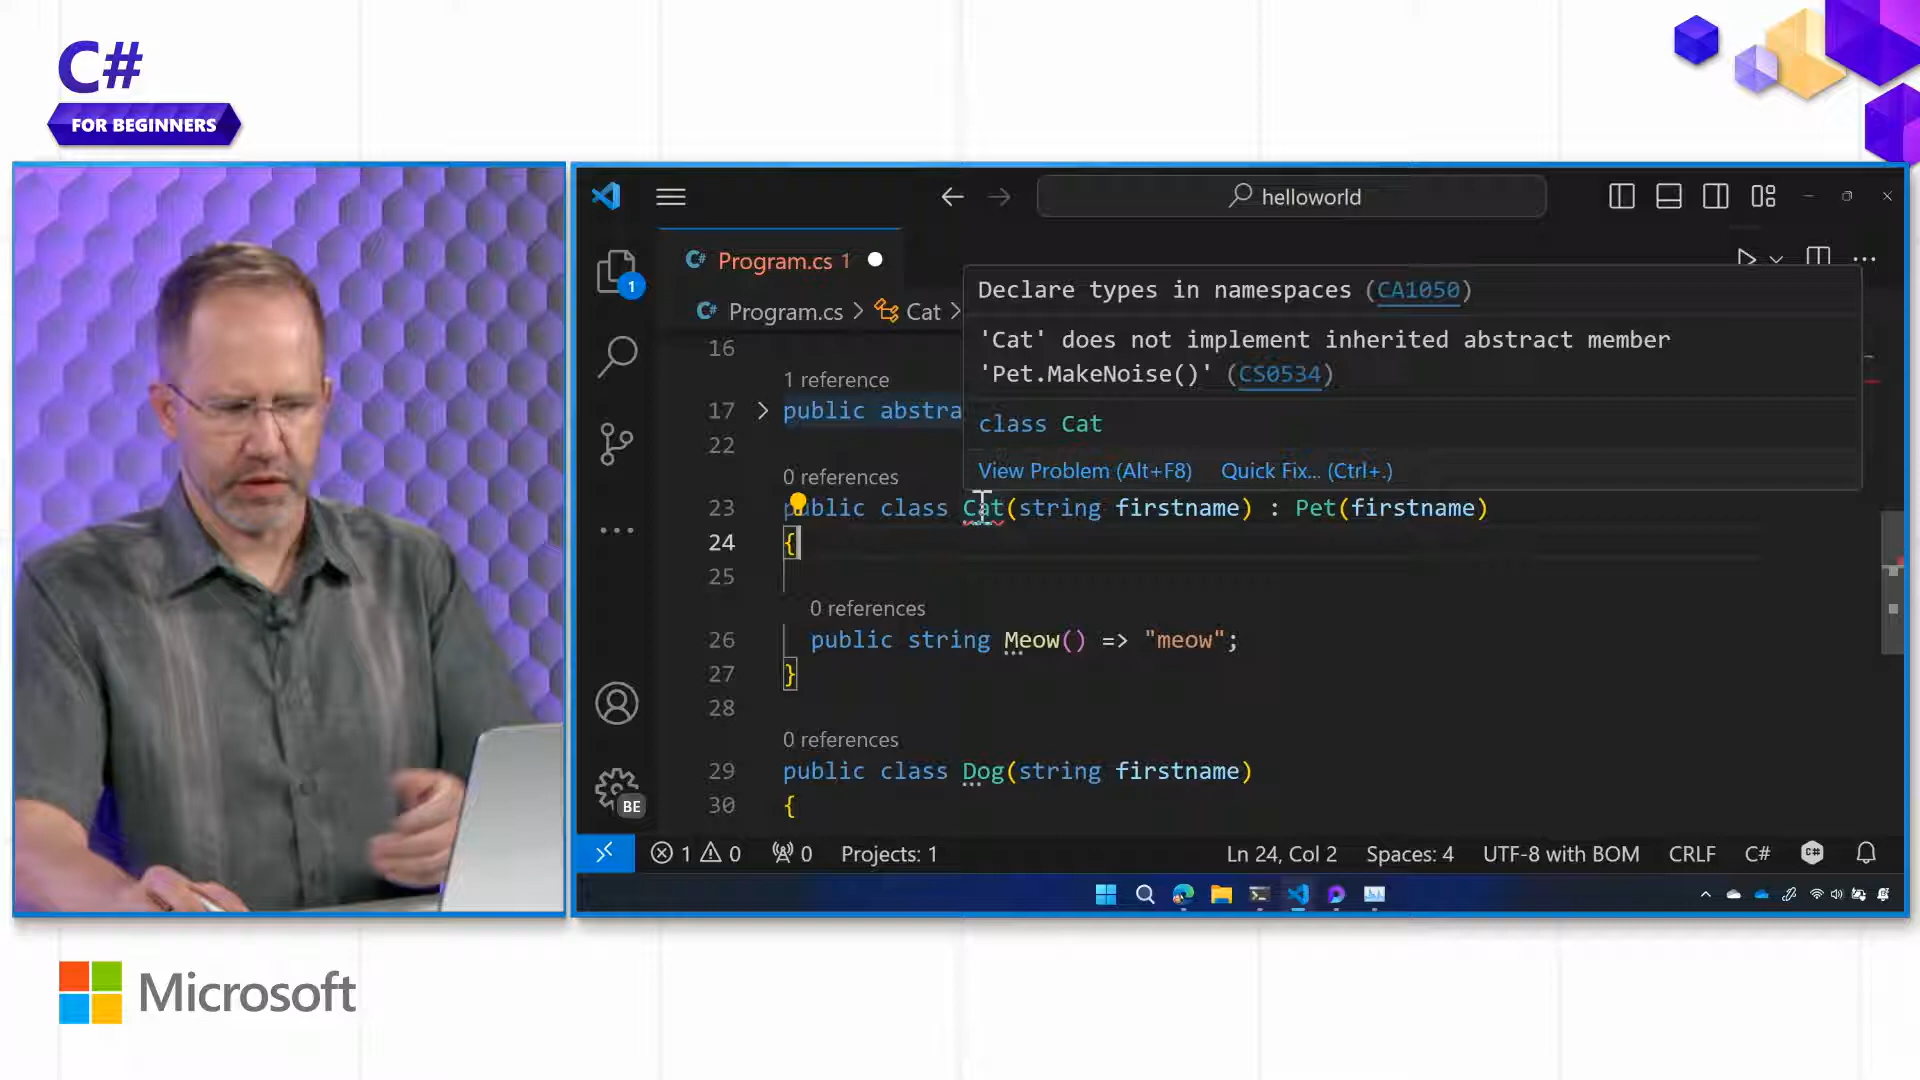 C#
FOR BEGINNERS
helloworld
1
C# Program.cs 1
C# Program.cs > Cat >
Declare types in namespaces (CA1050)
'Cat' does not implement inherited abstract member
'Pet.MakeNoise()' (CS0534)
class Cat
View Problem (Alt+F8) Quick Fix... (Ctrl+.)
16
1 reference
17 > public abstra
22
0 references
23 public class Cat(string firstname) : Pet(firstname)
24 {
25
0 references
26 public string Meow() => "meow";
27 }
28
0 references
29 public class Dog(string firstname)
30 {
BE
1 0 0 Projects: 1 Ln 24, Col 2 Spaces: 4 UTF-8 with BOM CRLF C# C#
Microsoft